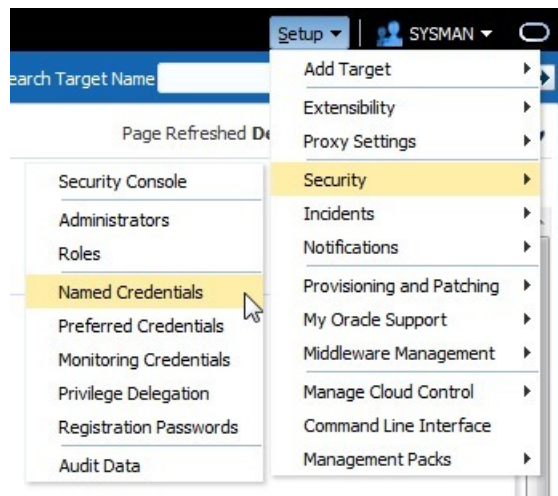 Setup SYSMAN
earch Target Name
Page Refreshed De
Add Target
Extensibility
Proxy Settings
Security
Incidents
Notifications
Provisioning and Patching
My Oracle Support
Middleware Management
Manage Cloud Control
Command Line Interface
Management Packs
Security Console
Administrators
Roles
Named Credentials
Preferred Credentials
Monitoring Credentials
Privilege Delegation
Registration Passwords
Audit Data